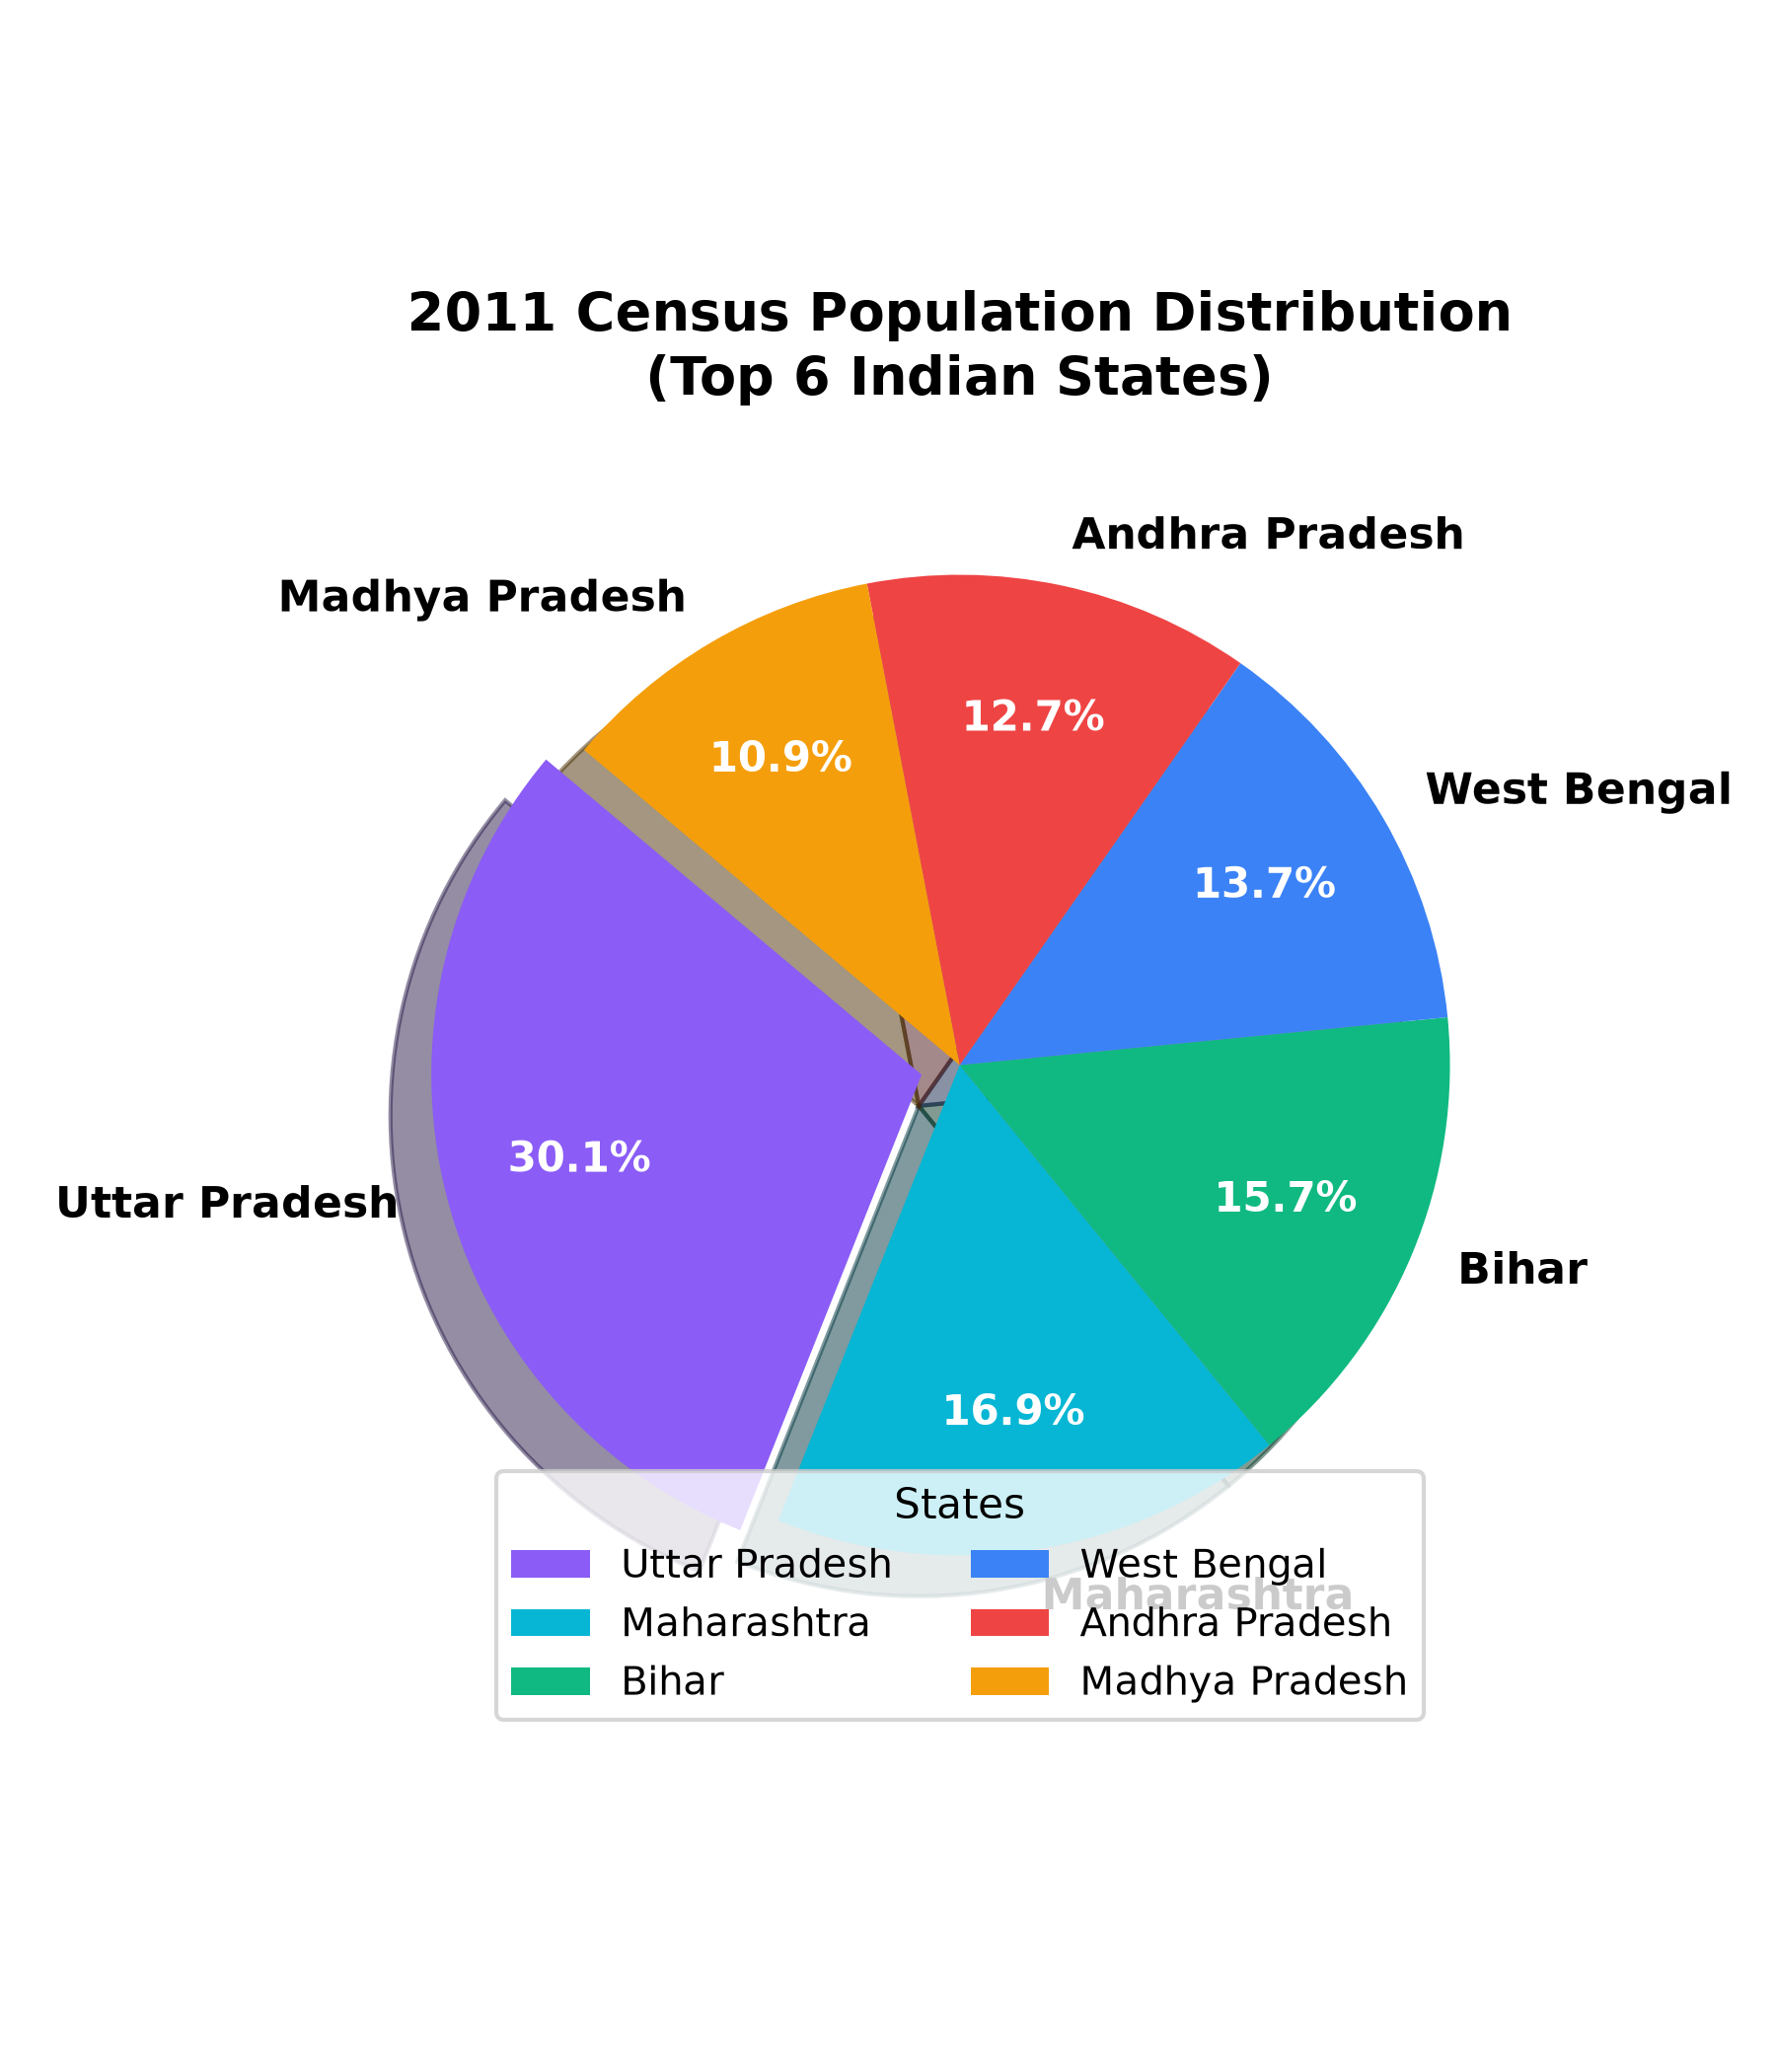 2011 Census Population Distribution
(Top 6 Indian States)
Andhra Pradesh
Madhya Pradesh
12.7%
10.9%
West Bengal
13.7%
30.1%
Uttar Pradesh
15.7%
Bihar
16.9%
States
Uttar Pradesh
Maharashtra
Bihar
West Bengal
Andhra Pradesh
Madhya Pradesh
Maharashtra